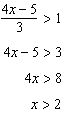 (4x - 5)/3 > 1
4x - 5 > 3
4x > 8
x > 2